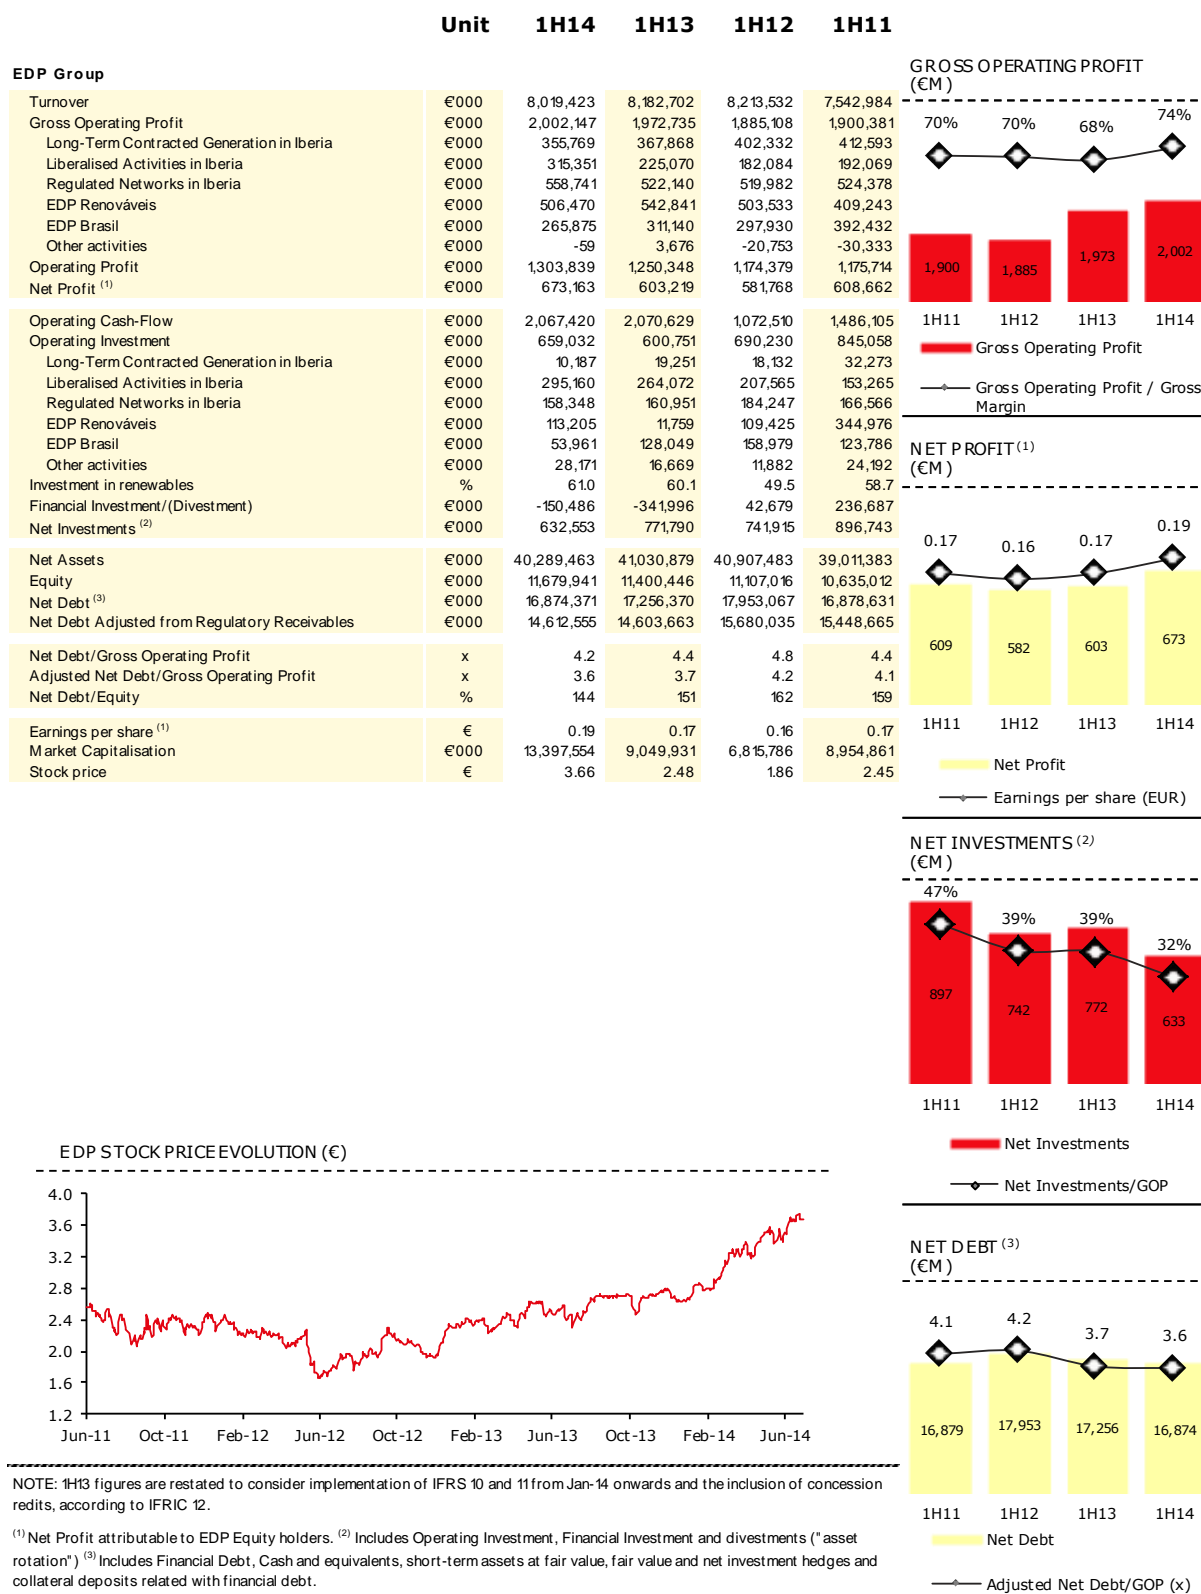 Unit 1H14 1H13 1H12 1H11
EDP Group
Turnover €'000 8,019,423 8,182,702 8,213,532 7,542,984
Gross Operating Profit €'000 2,002,147 1,972,735 1,885,108 1,900,381
Long-Term Contracted Generation in Iberia €'000 355,769 367,868 402,332 412,593
Liberalised Activities in Iberia €'000 315,351 225,070 182,084 192,069
Regulated Networks in Iberia €'000 558,741 522,140 519,982 524,378
EDP Renováveis €'000 506,470 542,841 503,533 409,243
EDP Brasil €'000 265,875 311,140 297,930 392,432
Other activities €'000 -59 3,676 -20,753 -30,333
Operating Profit €'000 1,303,839 1,250,348 1,174,379 1,175,714
Net Profit (1) €'000 673,163 603,219 581,768 608,662
Operating Cash-Flow €'000 2,067,420 2,070,629 1,072,510 1,486,105
Operating Investment €'000 659,032 600,751 690,230 845,058
Long-Term Contracted Generation in Iberia €'000 10,187 19,251 18,132 32,273
Liberalised Activities in Iberia €'000 295,160 264,072 207,565 153,265
Regulated Networks in Iberia €'000 158,348 160,951 184,247 166,566
EDP Renováveis €'000 113,205 11,759 109,425 344,976
EDP Brasil €'000 53,961 128,049 158,979 123,786
Other activities €'000 28,171 16,669 11,882 24,192
Investment in renewables % 61.0 60.1 49.5 58.7
Financial Investment/(Divestment) €'000 -150,486 -341,996 42,679 236,687
Net Investments (2) €'000 632,553 771,790 741,915 896,743
Net Assets €'000 40,289,463 41,030,879 40,907,483 39,011,383
Equity €'000 11,679,941 11,400,446 11,107,016 10,635,012
Net Debt (3) €'000 16,874,371 17,256,370 17,953,067 16,878,631
Net Debt Adjusted from Regulatory Receivables €'000 14,612,555 14,603,663 15,680,035 15,448,665
Net Debt/Gross Operating Profit x 4.2 4.4 4.8 4.4
Adjusted Net Debt/Gross Operating Profit x 3.6 3.7 4.2 4.1
Net Debt/Equity % 144 151 162 159
Earnings per share (1) € 0.19 0.17 0.16 0.17
Market Capitalisation €'000 13,397,554 9,049,931 6,815,786 8,954,861
Stock price € 3.66 2.48 1.86 2.45
GROSS OPERATING PROFIT
(€M)
70% 70% 68% 74%
1,900 1,885 1,973 2,002
1H11 1H12 1H13 1H14
Gross Operating Profit
Gross Operating Profit / Gross
Margin
NET PROFIT (1)
(€M)
0.17 0.16 0.17 0.19
609 582 603 673
1H11 1H12 1H13 1H14
Net Profit
Earnings per share (EUR)
NET INVESTMENTS (2)
(€M)
47% 39% 39% 32%
897 742 772 633
1H11 1H12 1H13 1H14
Net Investments
Net Investments/GOP
NET DEBT (3)
(€M)
4.1 4.2 3.7 3.6
16,879 17,953 17,256 16,874
1H11 1H12 1H13 1H14
Net Debt
Adjusted Net Debt/GOP (x)
EDP STOCK PRICE EVOLUTION (€)
4.0
3.6
3.2
2.8
2.4
2.0
1.6
1.2
Jun-11 Oct-11 Feb-12 Jun-12 Oct-12 Feb-13 Jun-13 Oct-13 Feb-14 Jun-14
NOTE: 1H13 figures are restated to consider implementation of IFRS 10 and 11 from Jan-14 onwards and the inclusion of concession
redits, according to IFRIC 12.
(1) Net Profit attributable to EDP Equity holders. (2) Includes Operating Investment, Financial Investment and divestments ("asset
rotation") (3) Includes Financial Debt, Cash and equivalents, short-term assets at fair value, fair value and net investment hedges and
collateral deposits related with financial debt.